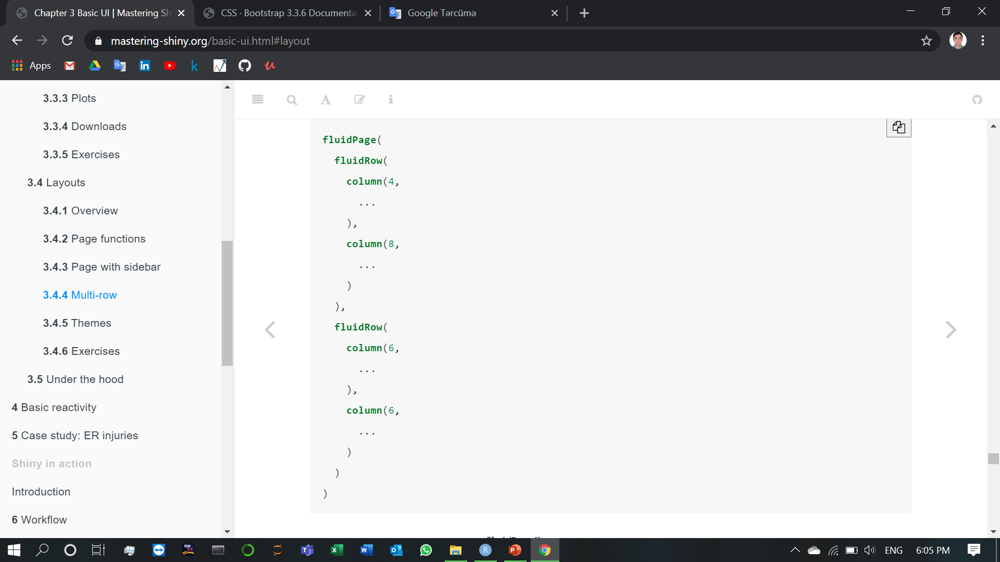 Chapter 3 Basic UI | Mastering Sh
CSS · Bootstrap 3.3.6 Documenta
Google Tərcümə
mastering-shiny.org/basic-ui.html#layout
Apps
3.3.3 Plots
3.3.4 Downloads
3.3.5 Exercises
3.4 Layouts
3.4.1 Overview
3.4.2 Page functions
3.4.3 Page with sidebar
3.4.4 Multi-row
3.4.5 Themes
3.4.6 Exercises
3.5 Under the hood
4 Basic reactivity
5 Case study: ER injuries
Shiny in action
Introduction
6 Workflow
fluidPage(
fluidRow(
column(4,
...
),
column(8,
...
)
),
fluidRow(
column(6,
...
),
column(6,
...
)
)
)
ENG
6:05 PM